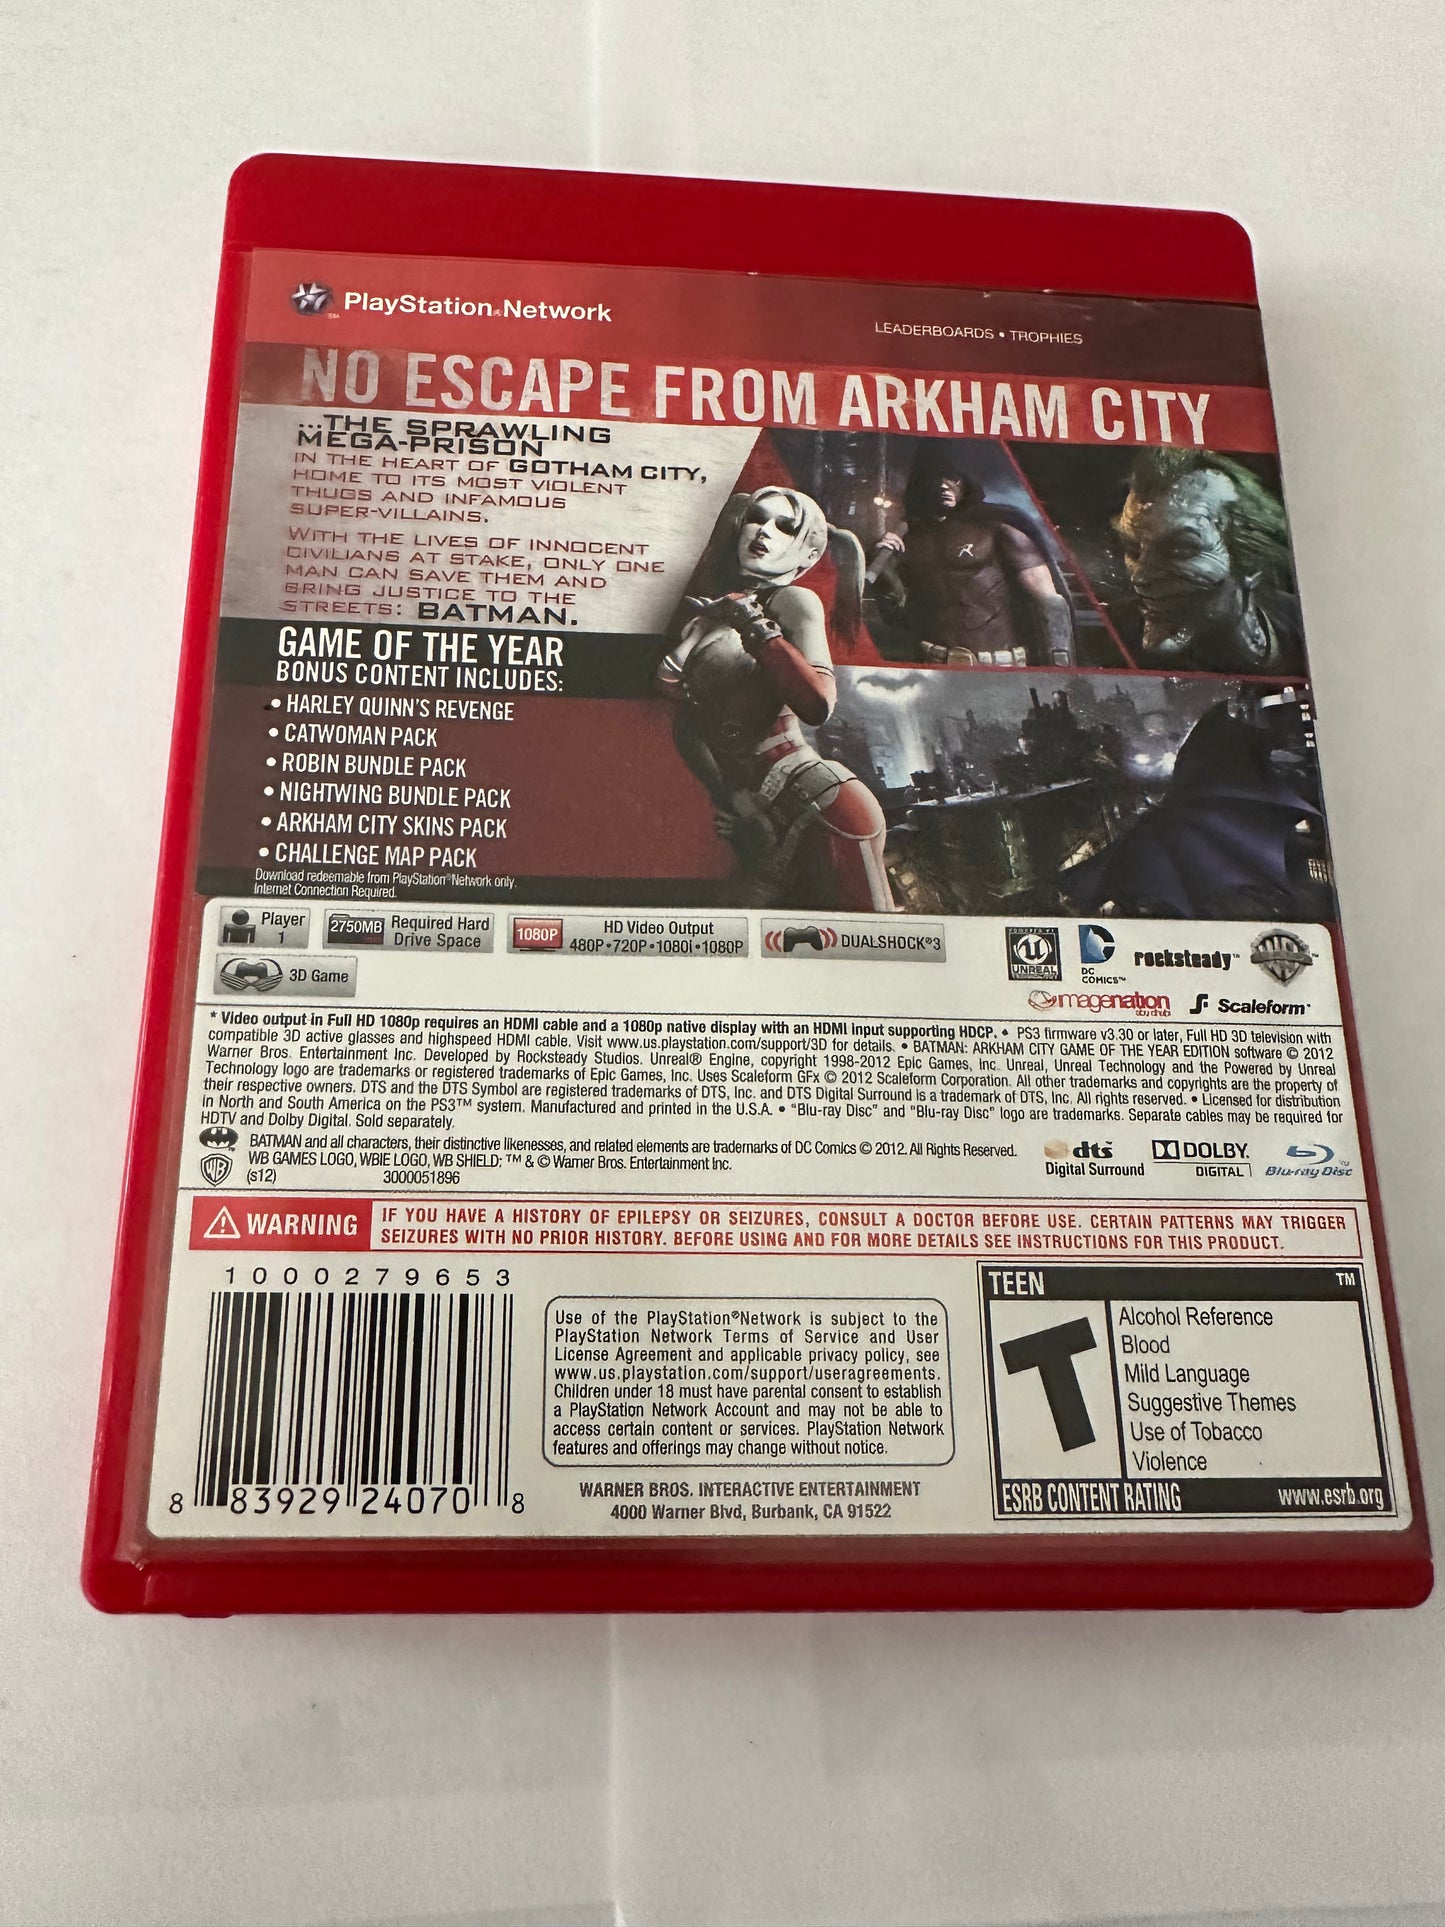 PlayStation®Network
LEADERBOARDS • TROPHIES
NO ESCAPE FROM ARKHAM CITY
...THE SPRAWLING
MEGA-PRISON
IN THE HEART OF GOTHAM CITY,
HOME TO ITS MOST VIOLENT
THUGS AND INFAMOUS
SUPER-VILLAINS.
WITH THE LIVES OF INNOCENT
CIVILIANS AT STAKE, ONLY ONE
MAN CAN SAVE THEM AND
BRING JUSTICE TO THE
STREETS: BATMAN.
GAME OF THE YEAR
BONUS CONTENT INCLUDES:
• HARLEY QUINN'S REVENGE
• CATWOMAN PACK
• ROBIN BUNDLE PACK
• NIGHTWING BUNDLE PACK
• ARKHAM CITY SKINS PACK
• CHALLENGE MAP PACK
Download redeemable from PlayStation®Network only.
Internet Connection Required.
Player
1
2750MB
Required Hard
Drive Space
1080P
HD Video Output
480P•720P•1080i•1080P
DUALSHOCK®3
3D Game
UNREAL
DC
COMICS™
rocksteady™
WB
imagenation
abu dhabi
Scaleform®
* Video output in Full HD 1080p requires an HDMI cable and a 1080p native display with an HDMI input supporting HDCP. • PS3 firmware v3.30 or later, Full HD 3D television with
compatible 3D active glasses and highspeed HDMI cable. Visit www.us.playstation.com/support/3D for details. • BATMAN: ARKHAM CITY GAME OF THE YEAR EDITION software © 2012
Warner Bros. Entertainment Inc. Developed by Rocksteady Studios. Unreal® Engine, copyright 1998-2012 Epic Games, Inc. Unreal, Unreal Technology and the Powered by Unreal
Technology logo are trademarks or registered trademarks of Epic Games, Inc. Uses Scaleform GFx © 2012 Scaleform Corporation. All other trademarks and copyrights are the property of
their respective owners. DTS and the DTS Symbol are registered trademarks of DTS, Inc. and DTS Digital Surround is a trademark of DTS, Inc. All rights reserved. • Licensed for distribution
in North and South America on the PS3™ system. Manufactured and printed in the U.S.A. • "Blu-ray Disc" and "Blu-ray Disc" logo are trademarks. Separate cables may be required for
HDTV and Dolby Digital. Sold separately.
BATMAN and all characters, their distinctive likenesses, and related elements are trademarks of DC Comics © 2012. All Rights Reserved.
WB GAMES LOGO, WBIE LOGO, WB SHIELD: ™ & © Warner Bros. Entertainment Inc.
(s12) 3000051896
dts
Digital Surround
DOLBY
DIGITAL
Blu-ray Disc
WARNING
IF YOU HAVE A HISTORY OF EPILEPSY OR SEIZURES, CONSULT A DOCTOR BEFORE USE. CERTAIN PATTERNS MAY TRIGGER
SEIZURES WITH NO PRIOR HISTORY. BEFORE USING AND FOR MORE DETAILS SEE INSTRUCTIONS FOR THIS PRODUCT.
1000279653
8 83929 24070 8
Use of the PlayStation®Network is subject to the
PlayStation Network Terms of Service and User
License Agreement and applicable privacy policy, see
www.us.playstation.com/support/useragreements.
Children under 18 must have parental consent to establish
a PlayStation Network Account and may not be able to
access certain content or services. PlayStation Network
features and offerings may change without notice.
WARNER BROS. INTERACTIVE ENTERTAINMENT
4000 Warner Blvd, Burbank, CA 91522
TEEN ™
T
Alcohol Reference
Blood
Mild Language
Suggestive Themes
Use of Tobacco
Violence
ESRB CONTENT RATING www.esrb.org